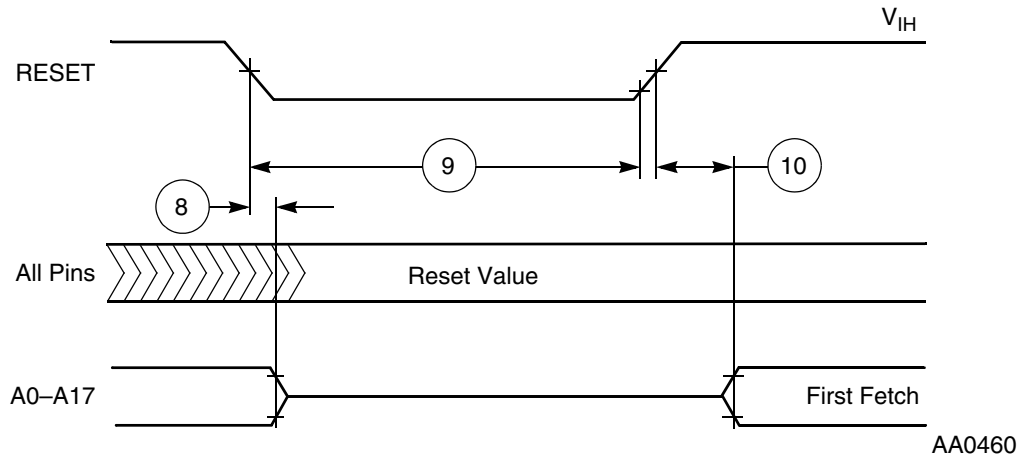 V_IH
RESET
9
10
8
All Pins
Reset Value
A0–A17
First Fetch
AA0460